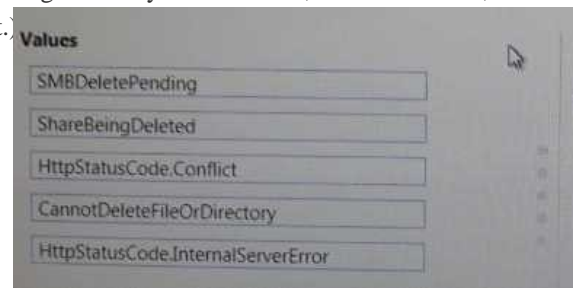 Values
SMBDeletePending
ShareBeingDeleted
HttpStatusCode.Conflict
CannotDeleteFileOrDirectory
HttpStatusCode.InternalServerError